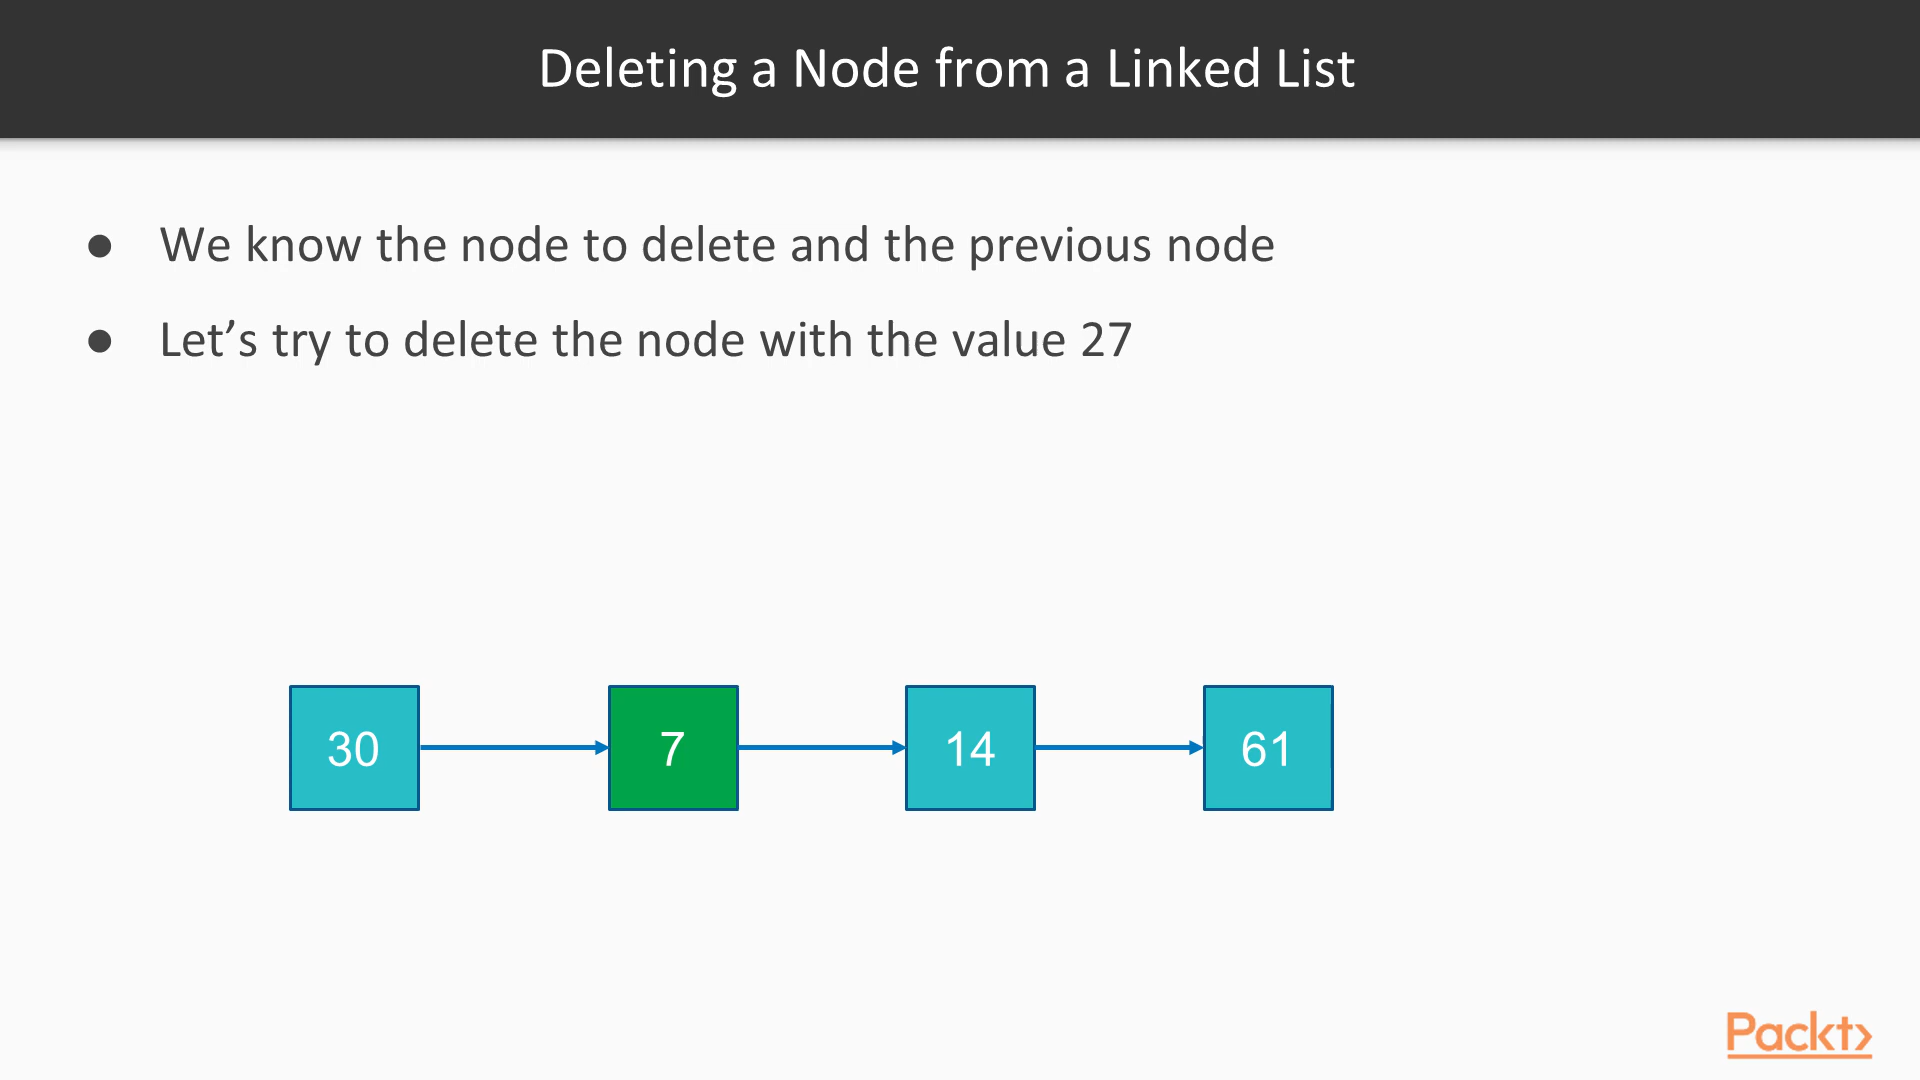 Deleting a Node from a Linked List
● We know the node to delete and the previous node
● Let’s try to delete the node with the value 27
30 7 14 61
Packt>